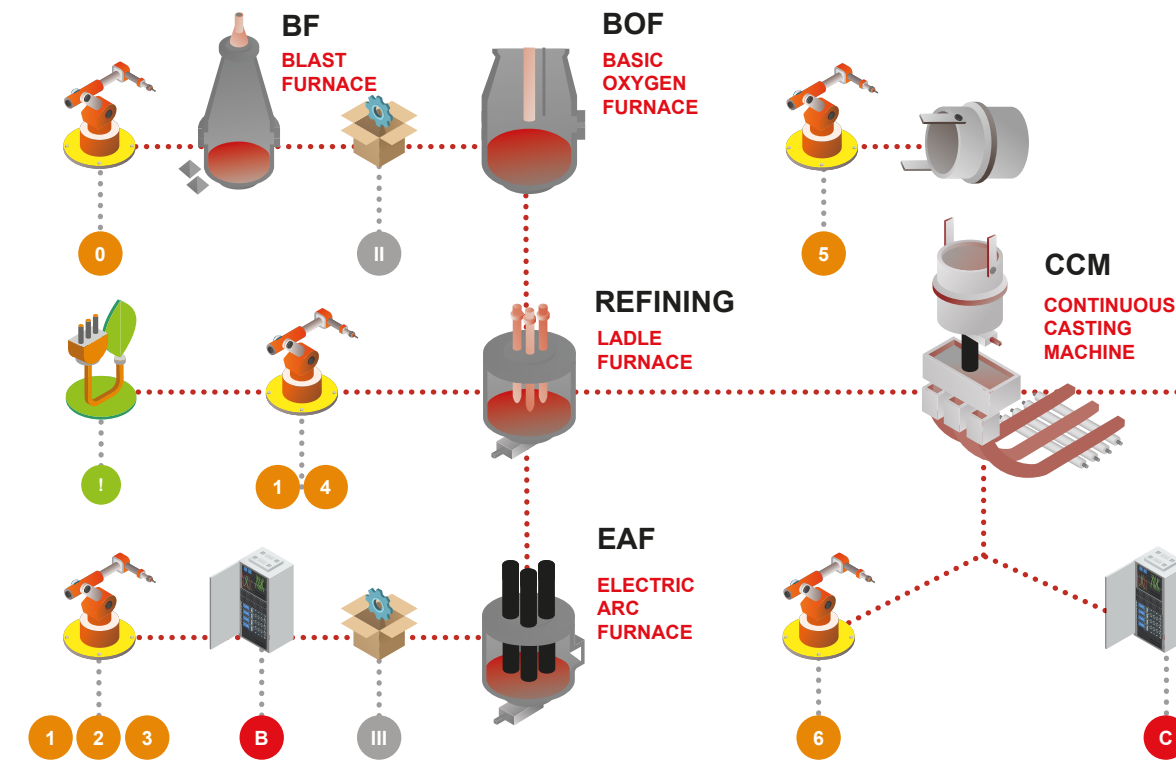 BF
BLAST
FURNACE
BOF
BASIC
OXYGEN
FURNACE
0
II
5
REFINING
LADLE
FURNACE
CCM
CONTINUOUS
CASTING
MACHINE
!
1 4
EAF
ELECTRIC
ARC
FURNACE
1 2 3
B
III
6
C